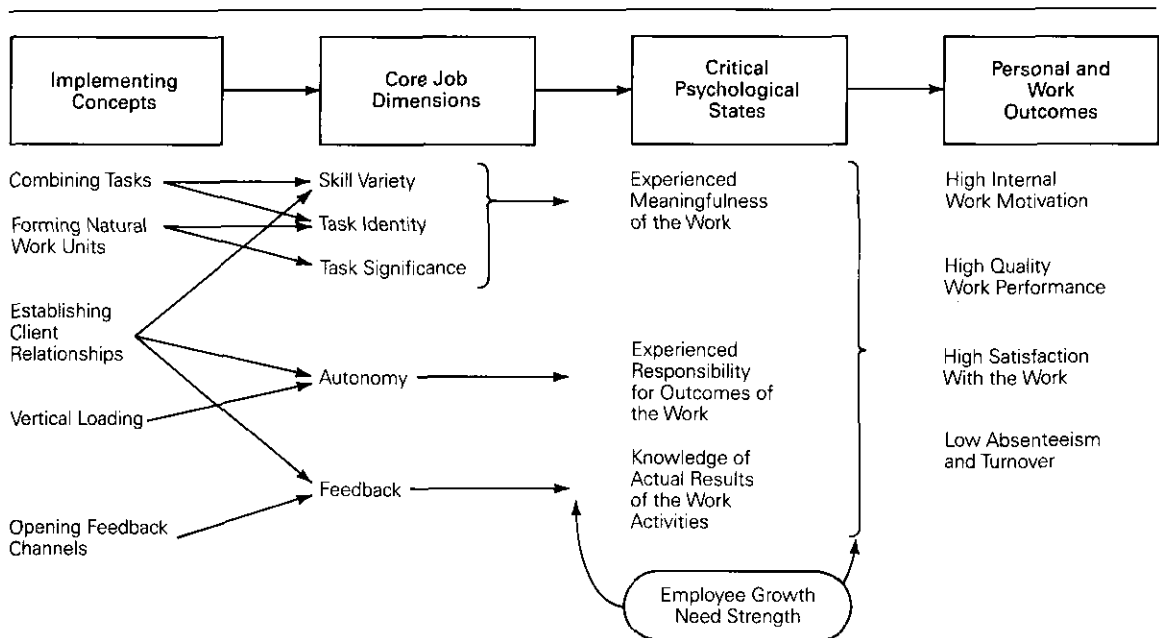 Implementing
Concepts
Core Job
Dimensions
Critical
Psychological
States
Personal and
Work
Outcomes
Combining Tasks
Forming Natural
Work Units
Establishing
Client
Relationships
Vertical Loading
Opening Feedback
Channels
Skill Variety
Task Identity
Task Significance
Autonomy
Feedback
Experienced
Meaningfulness
of the Work
Experienced
Responsibility
for Outcomes of
the Work
Knowledge of
Actual Results
of the Work
Activities
High Internal
Work Motivation
High Quality
Work Performance
High Satisfaction
With the Work
Low Absenteeism
and Turnover
Employee Growth
Need Strength